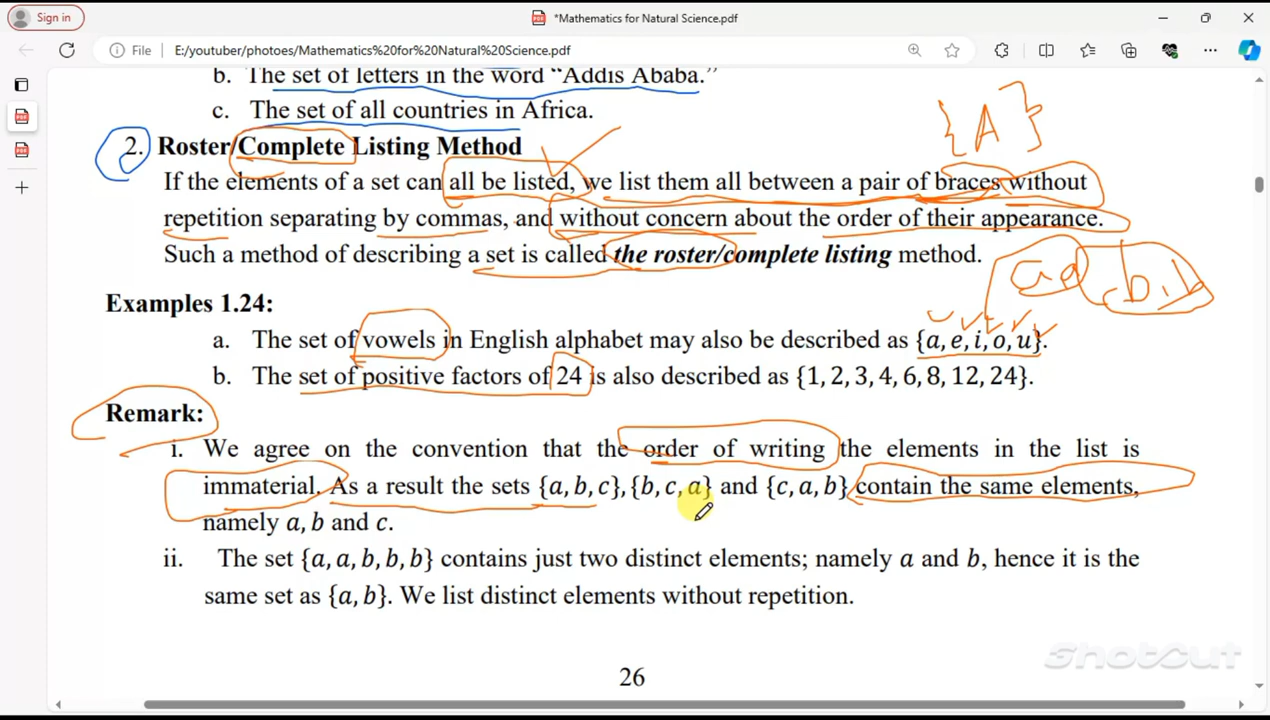 Sign in
*Mathematics for Natural Science.pdf
File
E:/youtuber/photoes/Mathematics%20for%20Natural%20Science.pdf
b. The set of letters in the word “Addis Ababa.”
c. The set of all countries in Africa.
{A}
2. Roster/Complete Listing Method
If the elements of a set can all be listed, we list them all between a pair of braces without
repetition separating by commas, and without concern about the order of their appearance.
Such a method of describing a set is called the roster/complete listing method.
Examples 1.24:
a. The set of vowels in English alphabet may also be described as {a, e, i, o, u}.
b. The set of positive factors of 24 is also described as {1, 2, 3, 4, 6, 8, 12, 24}.
Remark:
i. We agree on the convention that the order of writing the elements in the list is
immaterial. As a result the sets {a, b, c}, {b, c, a} and {c, a, b} contain the same elements,
namely a, b and c.
ii. The set {a, a, b, b, b} contains just two distinct elements; namely a and b, hence it is the
same set as {a, b}. We list distinct elements without repetition.
26
Shotcut